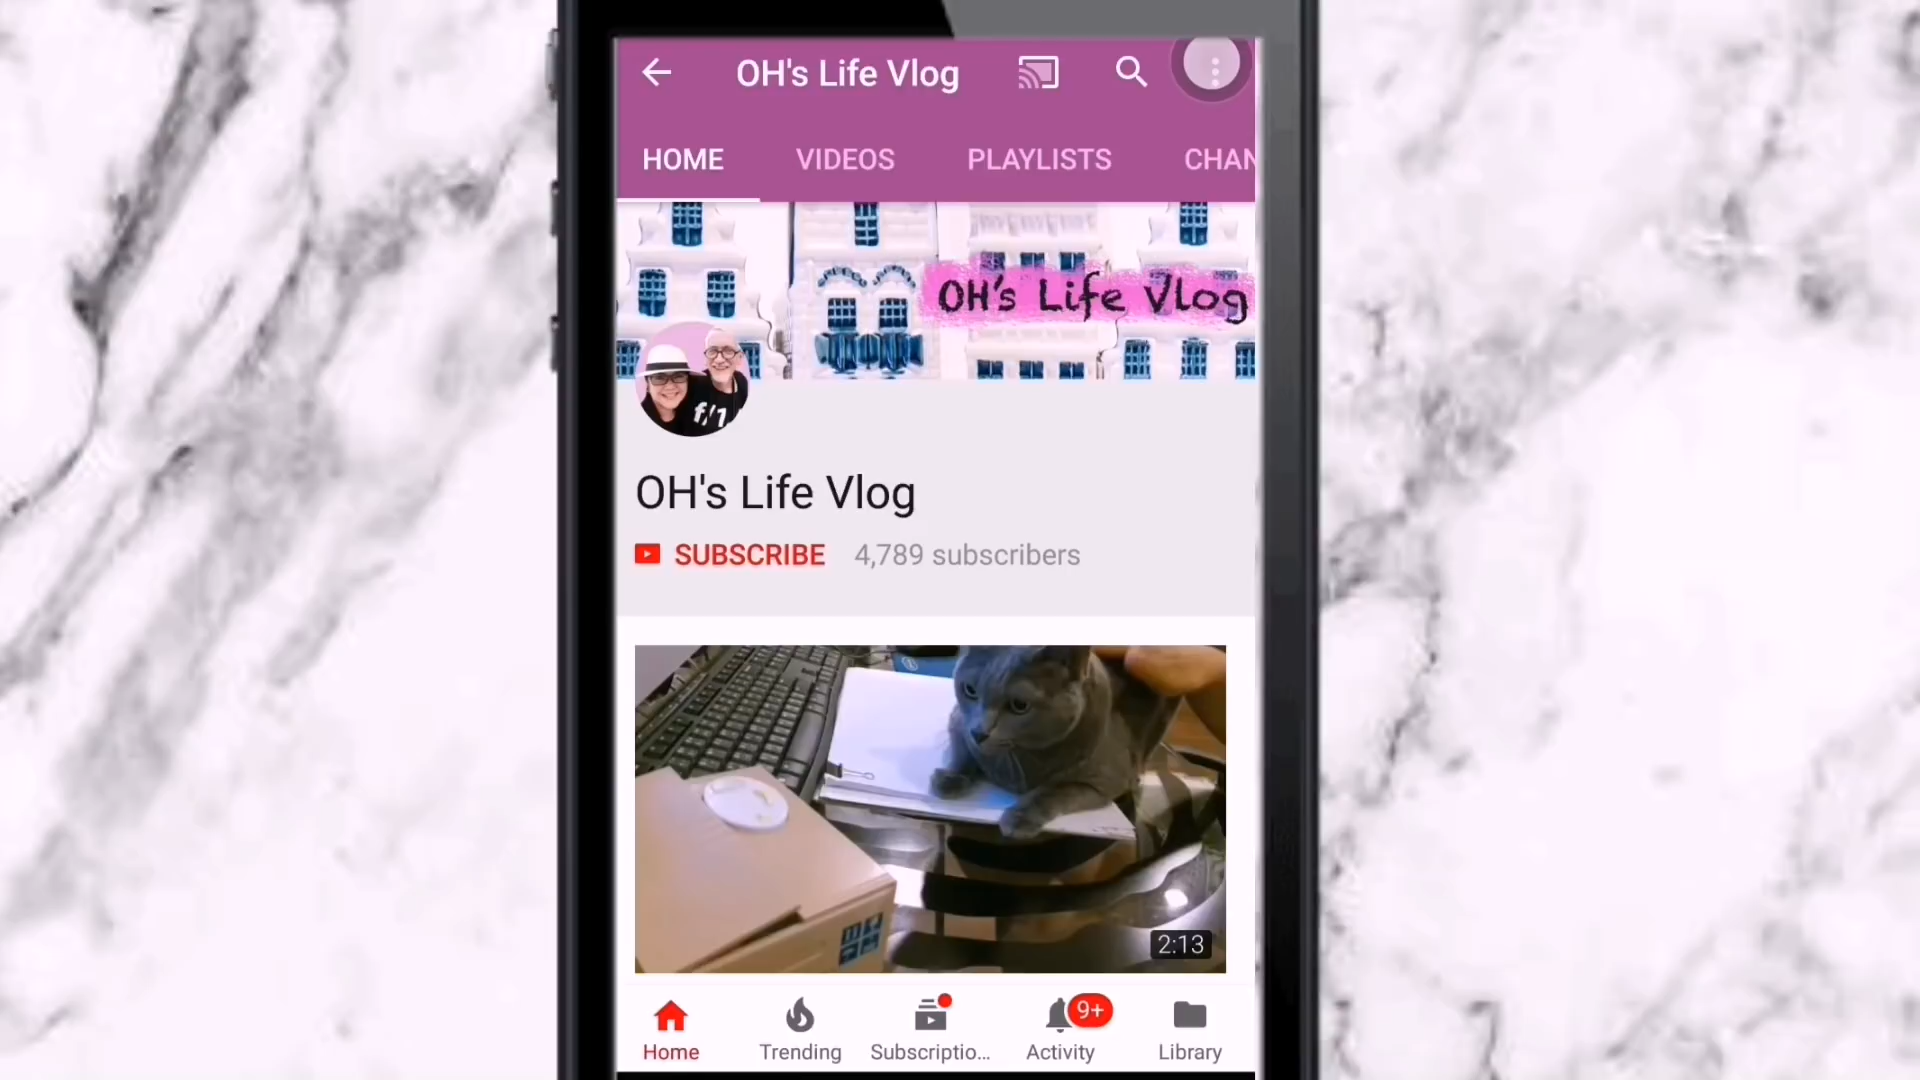 OH's Life Vlog
HOME VIDEOS PLAYLISTS CHAN
OH's Life Vlog
f/1
OH's Life Vlog
SUBSCRIBE 4,789 subscribers
2:13
9+
Home Trending Subscriptio... Activity Library